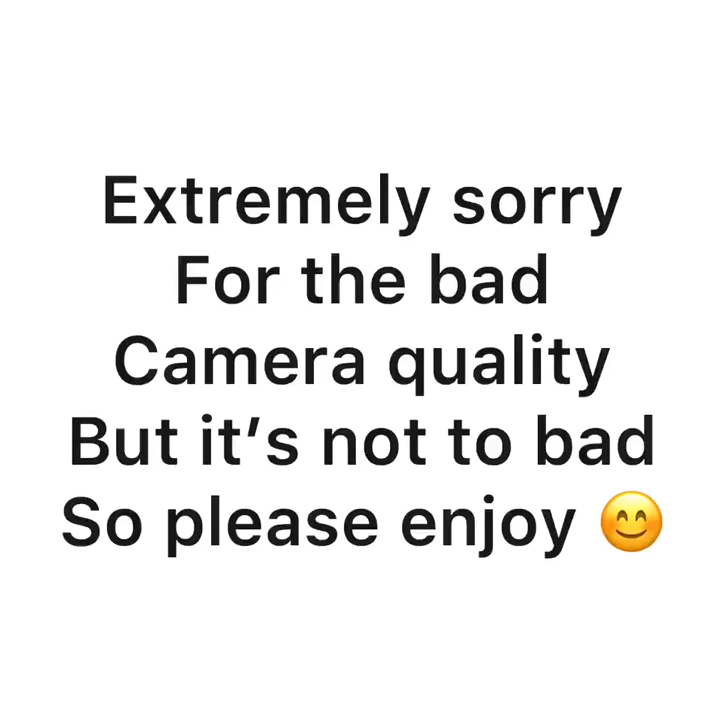 Extremely sorry
For the bad
Camera quality
But it’s not to bad
So please enjoy 😊